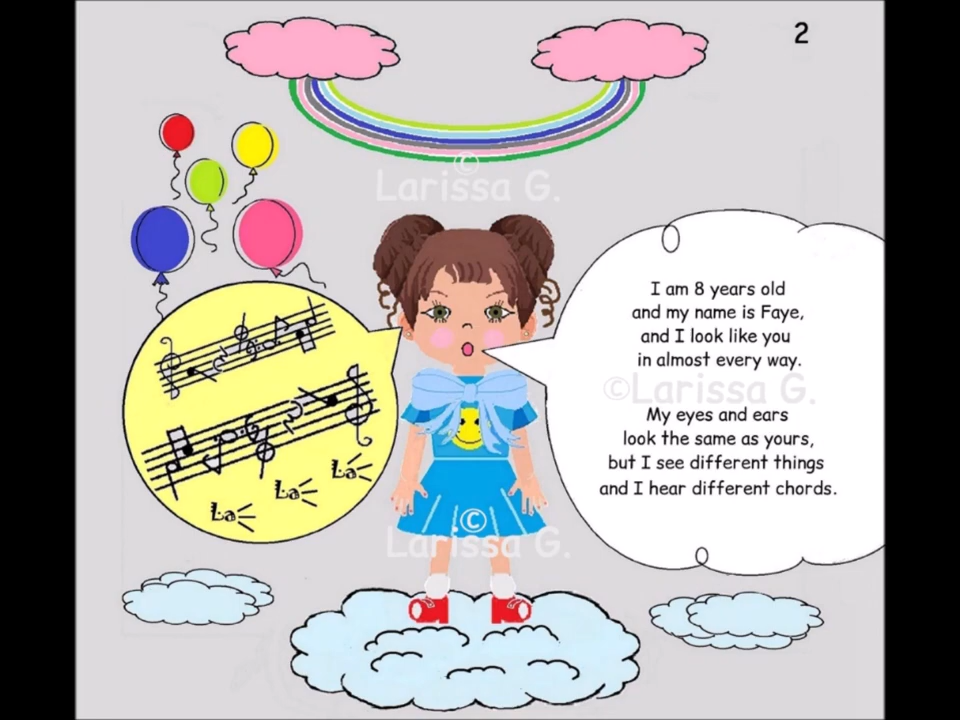 2
©
Larissa G.
I am 8 years old
and my name is Faye,
and I look like you
in almost every way.
©Larissa G.
My eyes and ears
look the same as yours,
but I see different things
and I hear different chords.
La
La
La
©
Larissa G.